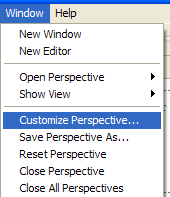 Window Help
New Window
New Editor
Open Perspective
Show View
Customize Perspective...
Save Perspective As...
Reset Perspective
Close Perspective
Close All Perspectives